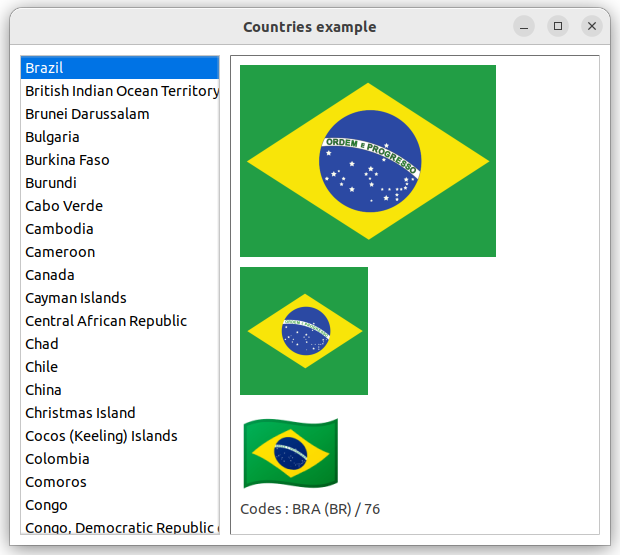 Countries example
Brazil
British Indian Ocean Territory
Brunei Darussalam
Bulgaria
Burkina Faso
Burundi
Cabo Verde
Cambodia
Cameroon
Canada
Cayman Islands
Central African Republic
Chad
Chile
China
Christmas Island
Cocos (Keeling) Islands
Colombia
Comoros
Congo
Congo, Democratic Republic
ORDEM E PROGRESSO
ORDEM E PROGRESSO
Codes : BRA (BR) / 76